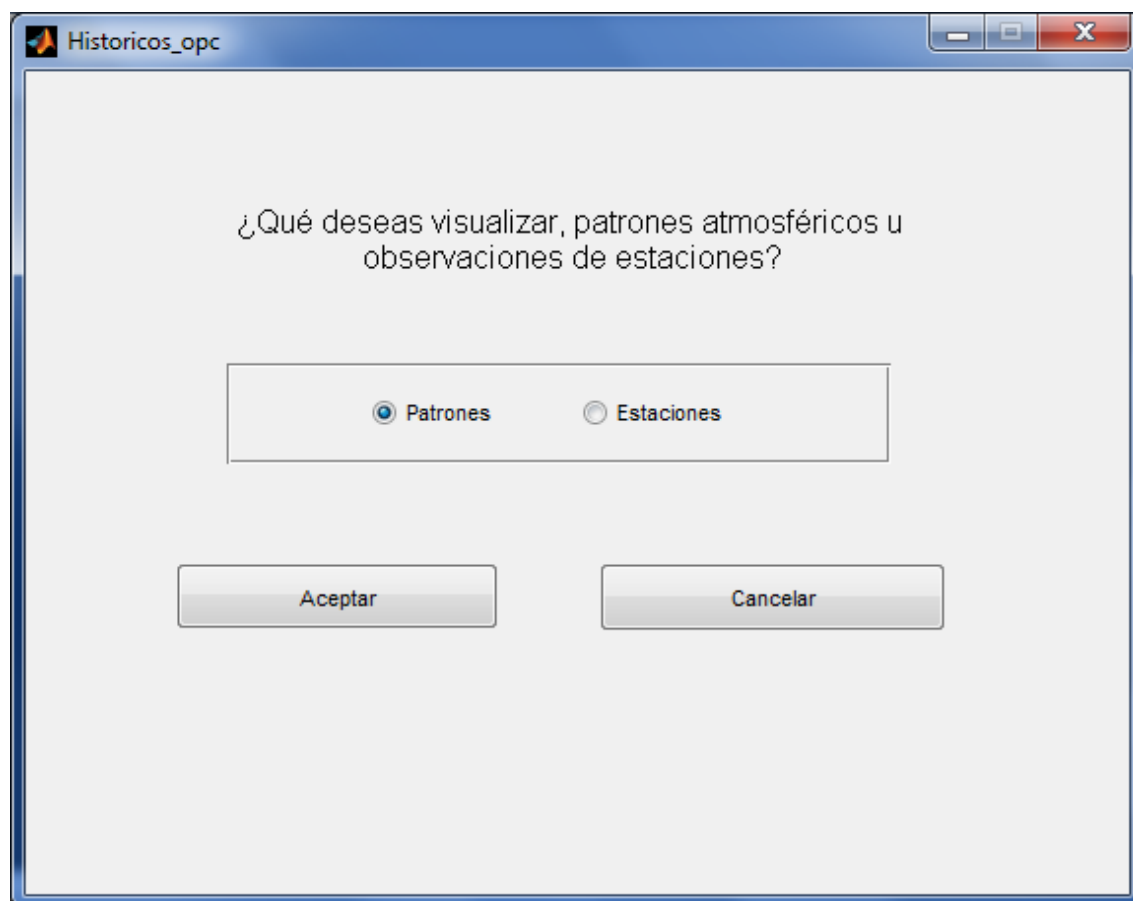 Historicos_opc
¿Qué deseas visualizar, patrones atmosféricos u
observaciones de estaciones?
Patrones Estaciones
Aceptar Cancelar